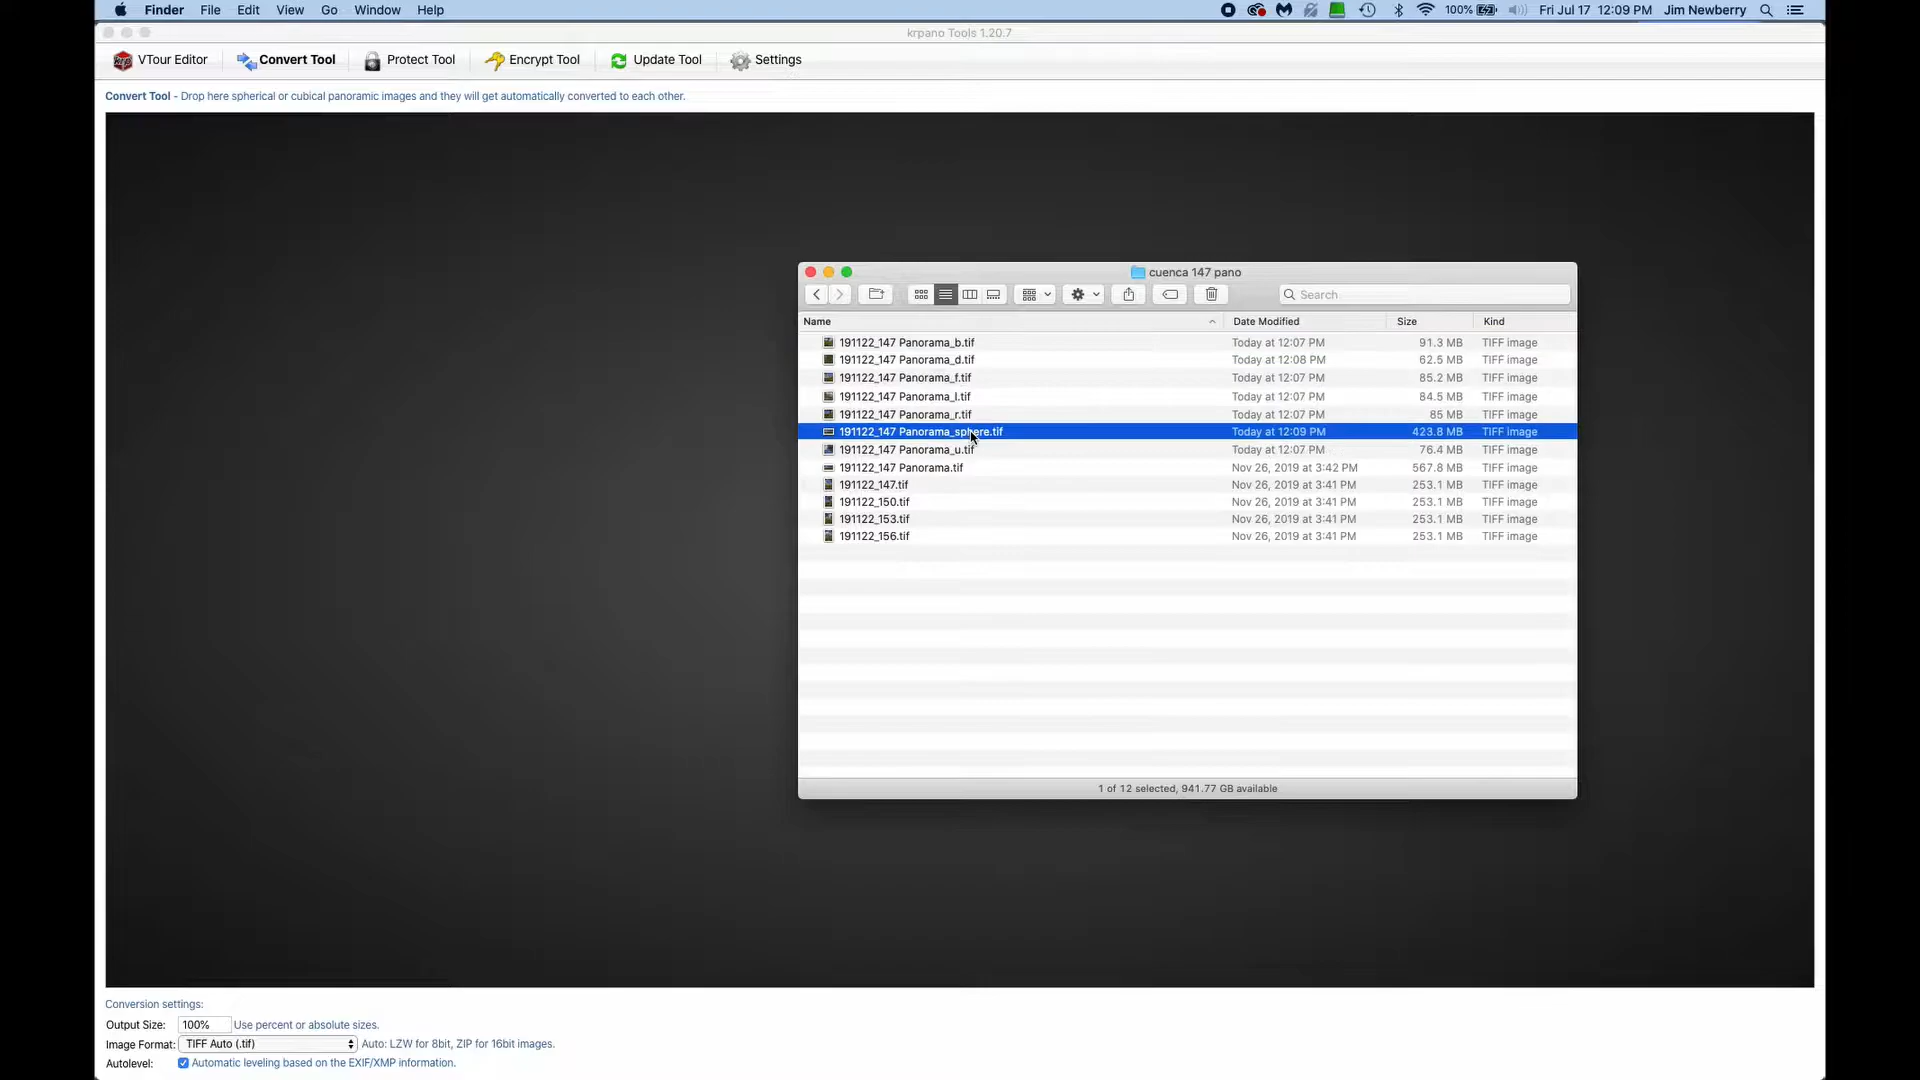 Finder File Edit View Go Window Help 100% Fri Jul 17 12:09 PM Jim Newberry
krpano Tools 1.20.7
VTour Editor Convert Tool Protect Tool Encrypt Tool Update Tool Settings
Convert Tool - Drop here spherical or cubical panoramic images and they will get automatically converted to each other.
cuenca 147 pano
Search
Name Date Modified Size Kind
191122_147 Panorama_b.tif Today at 12:07 PM 91.3 MB TIFF image
191122_147 Panorama_d.tif Today at 12:08 PM 62.5 MB TIFF image
191122_147 Panorama_f.tif Today at 12:07 PM 85.2 MB TIFF image
191122_147 Panorama_l.tif Today at 12:07 PM 84.5 MB TIFF image
191122_147 Panorama_r.tif Today at 12:07 PM 85 MB TIFF image
191122_147 Panorama_sphere.tif Today at 12:09 PM 423.8 MB TIFF image
191122_147 Panorama_u.tif Today at 12:07 PM 76.4 MB TIFF image
191122_147 Panorama.tif Nov 26, 2019 at 3:42 PM 567.8 MB TIFF image
191122_147.tif Nov 26, 2019 at 3:41 PM 253.1 MB TIFF image
191122_150.tif Nov 26, 2019 at 3:41 PM 253.1 MB TIFF image
191122_153.tif Nov 26, 2019 at 3:41 PM 253.1 MB TIFF image
191122_156.tif Nov 26, 2019 at 3:41 PM 253.1 MB TIFF image
1 of 12 selected, 941.77 GB available
Conversion settings:
Output Size: 100% Use percent or absolute sizes.
Image Format: TIFF Auto (.tif) Auto: LZW for 8bit, ZIP for 16bit images.
Autolevel: Automatic leveling based on the EXIF/XMP information.